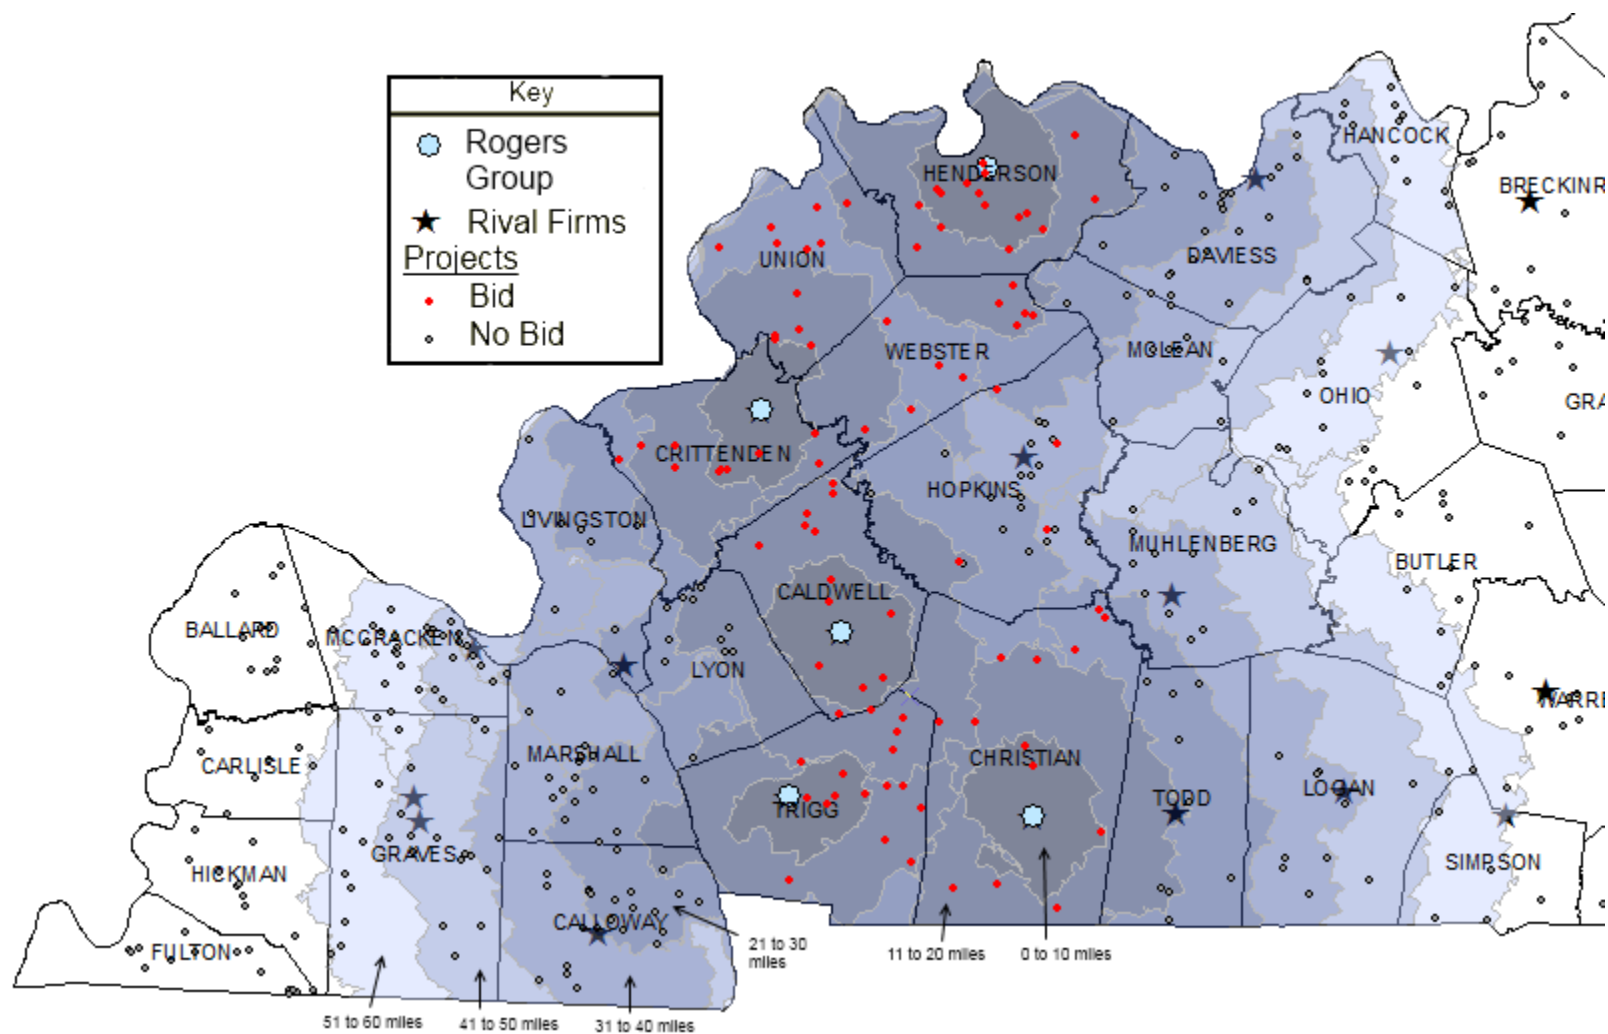 Key
Rogers
Group
Rival Firms
Projects
Bid
No Bid
HANCOCK
BRECKINR
HENDERSON
UNION
DAVIESS
WEBSTER
MCLEAN
OHIO
GRA
CRITTENDEN
HOPKINS
LIVINGSTON
MUHLENBERG
BUTLER
CALDWELL
BALLARD
MCCRACKEN
LYON
WARRE
CARLISLE
MARSHALL
CHRISTIAN
TRIGG
TODD
LOGAN
GRAVES
SIMPSON
HICKMAN
CALLOWAY
FULTON
21 to 30
miles
11 to 20 miles
0 to 10 miles
51 to 60 miles
41 to 50 miles
31 to 40 miles